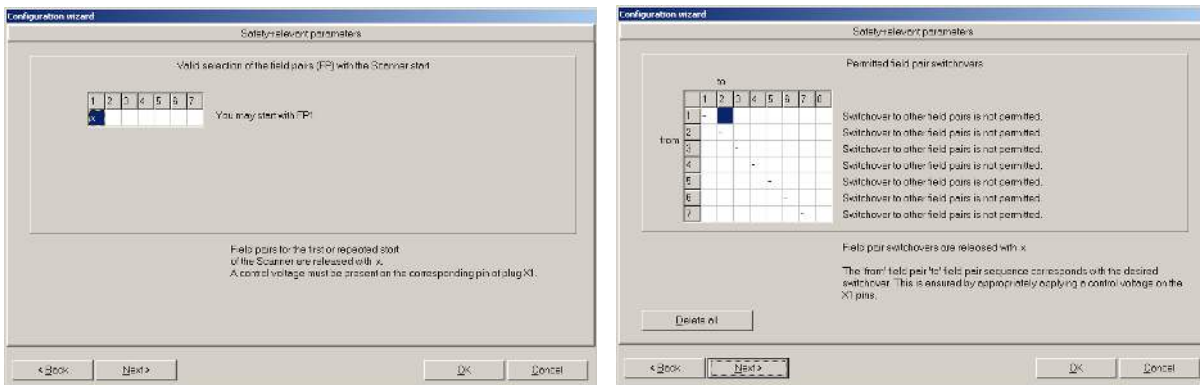 Configuration wizard
Safety-relevant parameters
Valid selection of the field pairs (FP) with the Scanner start
1 2 3 4 5 6 7
x
You may start with FP1
Field pairs for the first or repeated start
of the Scanner are released with x.
A control voltage must be present on the corresponding pin of plug X1.
< Back
Next >
OK
Cancel
Configuration wizard
Safety-relevant parameters
Permitted field pair switchovers
to
1 2 3 4 5 6 7 8
from
1 - Switchover to other field pairs is not permitted.
2 - Switchover to other field pairs is not permitted.
3 - Switchover to other field pairs is not permitted.
4 - Switchover to other field pairs is not permitted.
5 - Switchover to other field pairs is not permitted.
6 - Switchover to other field pairs is not permitted.
7 - Switchover to other field pairs is not permitted.
Field pair switchovers are released with x.
The 'from' field pair 'to' field pair sequence corresponds with the desired
switchover. This is ensured by appropriately applying a control voltage on the
X1 pins.
Delete all
< Back
Next >
OK
Cancel